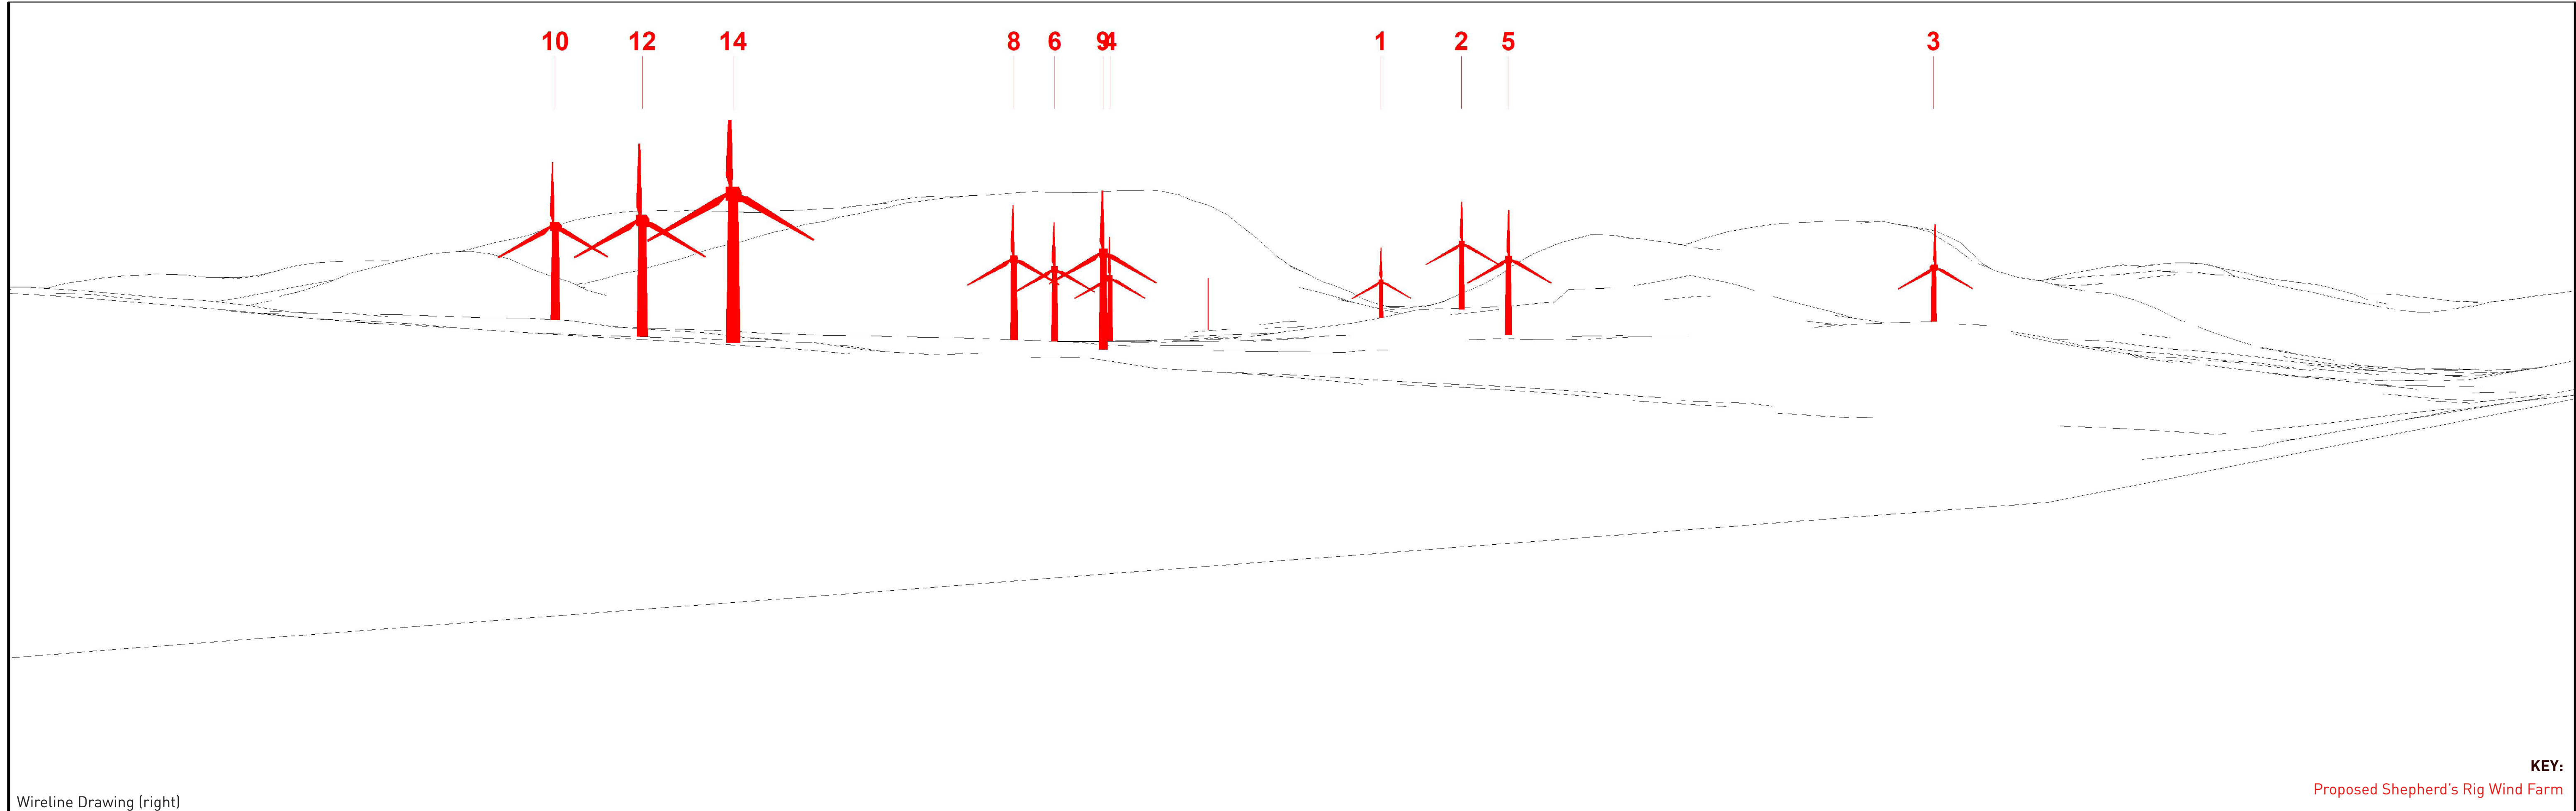 10 12 14 8 6 9 4 1 2 5 3
KEY:
Proposed Shepherd's Rig Wind Farm
Wireline Drawing (right)